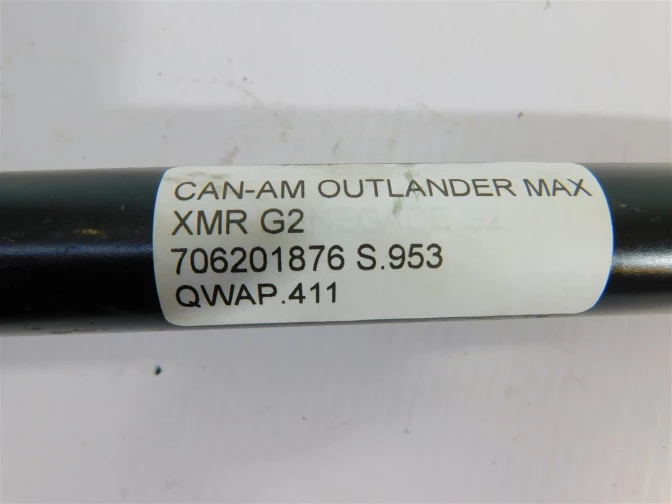 CAN-AM OUTLANDER MAX
XMR G2
706201876 S.953
QWAP.411